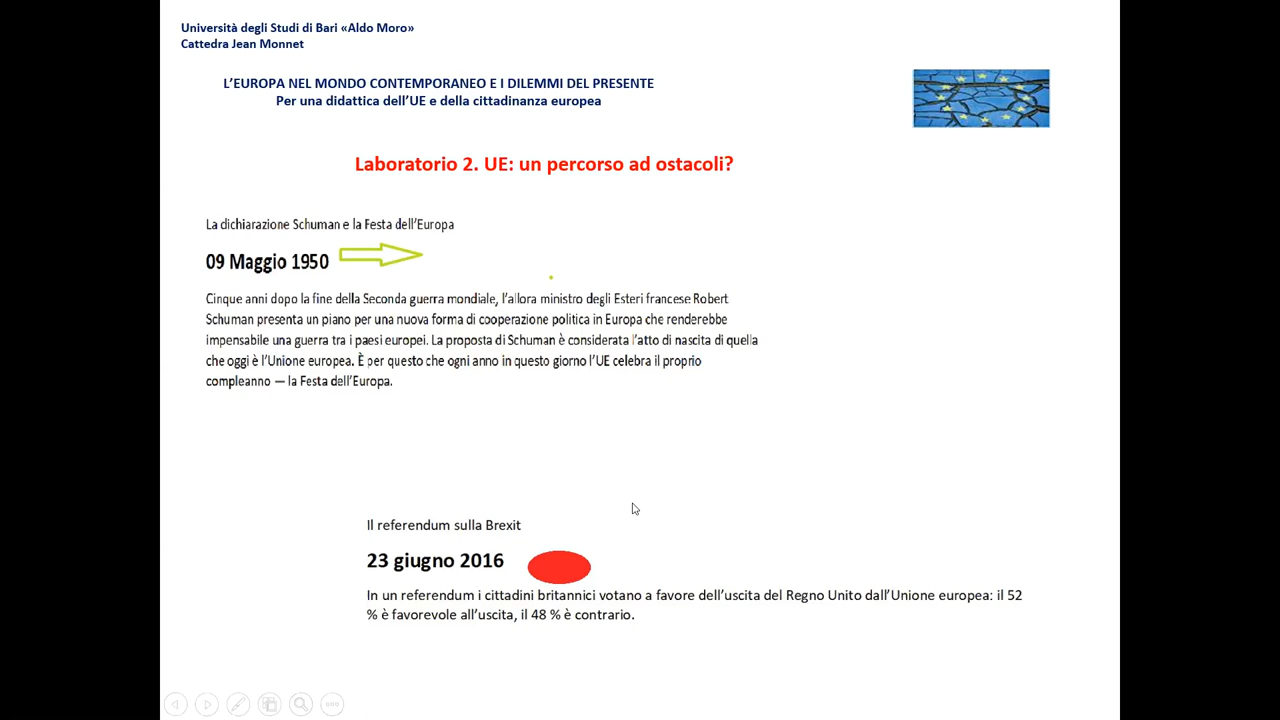 Università degli Studi di Bari «Aldo Moro»
Cattedra Jean Monnet
L'EUROPA NEL MONDO CONTEMPORANEO E I DILEMMI DEL PRESENTE
Per una didattica dell'UE e della cittadinanza europea
Laboratorio 2. UE: un percorso ad ostacoli?
La dichiarazione Schuman e la Festa dell'Europa
09 Maggio 1950
Cinque anni dopo la fine della Seconda guerra mondiale, l'allora ministro degli Esteri francese Robert
Schuman presenta un piano per una nuova forma di cooperazione politica in Europa che renderebbe
impensabile una guerra tra i paesi europei. La proposta di Schuman è considerata l'atto di nascita di quella
che oggi è l'Unione europea. È per questo che ogni anno in questo giorno l'UE celebra il proprio
compleanno — la Festa dell'Europa.
Il referendum sulla Brexit
23 giugno 2016
In un referendum i cittadini britannici votano a favore dell'uscita del Regno Unito dall'Unione europea: il 52
% è favorevole all'uscita, il 48 % è contrario.